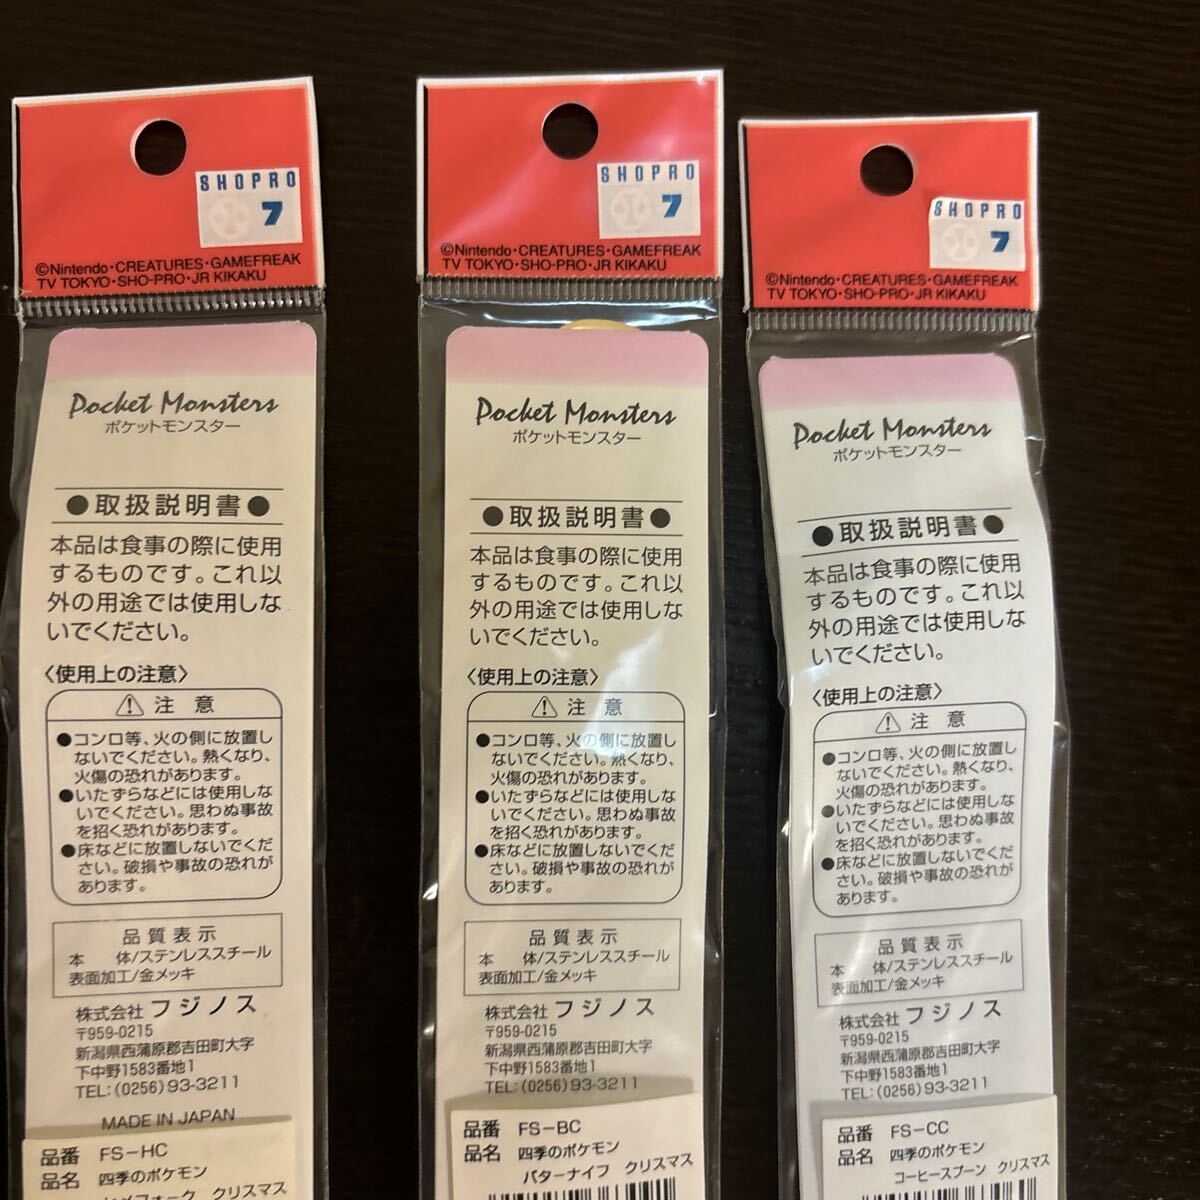 SHOPRO
7
©Nintendo・CREATURES・GAMEFREAK
TV TOKYO・SHO-PRO・JR KIKAKU
Pocket Monsters
ポケットモンスター
●取扱説明書●
本品は食事の際に使用
するものです。これ以
外の用途では使用しな
いでください。
〈使用上の注意〉
⚠ 注 意
●コンロ等、火の側に放置し
ないでください。熱くなり、
火傷の恐れがあります。
●いたずらなどには使用しな
いでください。思わぬ事故
を招く恐れがあります。
●床などに放置しないでくだ
さい。破損や事故の恐れが
あります。
品質表示
本 体/ステンレススチール
表面加工/金メッキ
株式会社 フジノス
〒959-0215
新潟県西蒲原郡吉田町大字
下中野1583番地1
TEL:(0256)93-3211
MADE IN JAPAN
品番 FS-HC
品名 四季のポケモン
ヒメフォーク クリスマス
SHOPRO
7
©Nintendo・CREATURES・GAMEFREAK
TV TOKYO・SHO-PRO・JR KIKAKU
Pocket Monsters
ポケットモンスター
●取扱説明書●
本品は食事の際に使用
するものです。これ以
外の用途では使用しな
いでください。
〈使用上の注意〉
⚠ 注 意
●コンロ等、火の側に放置し
ないでください。熱くなり、
火傷の恐れがあります。
●いたずらなどには使用しな
いでください。思わぬ事故
を招く恐れがあります。
●床などに放置しないでくだ
さい。破損や事故の恐れが
あります。
品質表示
本 体/ステンレススチール
表面加工/金メッキ
株式会社 フジノス
〒959-0215
新潟県西蒲原郡吉田町大字
下中野1583番地1
TEL:(0256)93-3211
品番 FS-BC
品名 四季のポケモン
バターナイフ クリスマス
SHOPRO
7
©Nintendo・CREATURES・GAMEFREAK
TV TOKYO・SHO-PRO・JR KIKAKU
Pocket Monsters
ポケットモンスター
●取扱説明書●
本品は食事の際に使用
するものです。これ以
外の用途では使用しな
いでください。
〈使用上の注意〉
⚠ 注 意
●コンロ等、火の側に放置し
ないでください。熱くなり、
火傷の恐れがあります。
●いたずらなどには使用しな
いでください。思わぬ事故
を招く恐れがあります。
●床などに放置しないでくだ
さい。破損や事故の恐れが
あります。
品質表示
本 体/ステンレススチール
表面加工/金メッキ
株式会社 フジノス
〒959-0215
新潟県西蒲原郡吉田町大字
下中野1583番地1
TEL:(0256)93-3211
品番 FS-CC
品名 四季のポケモン
コーヒースプーン クリスマス